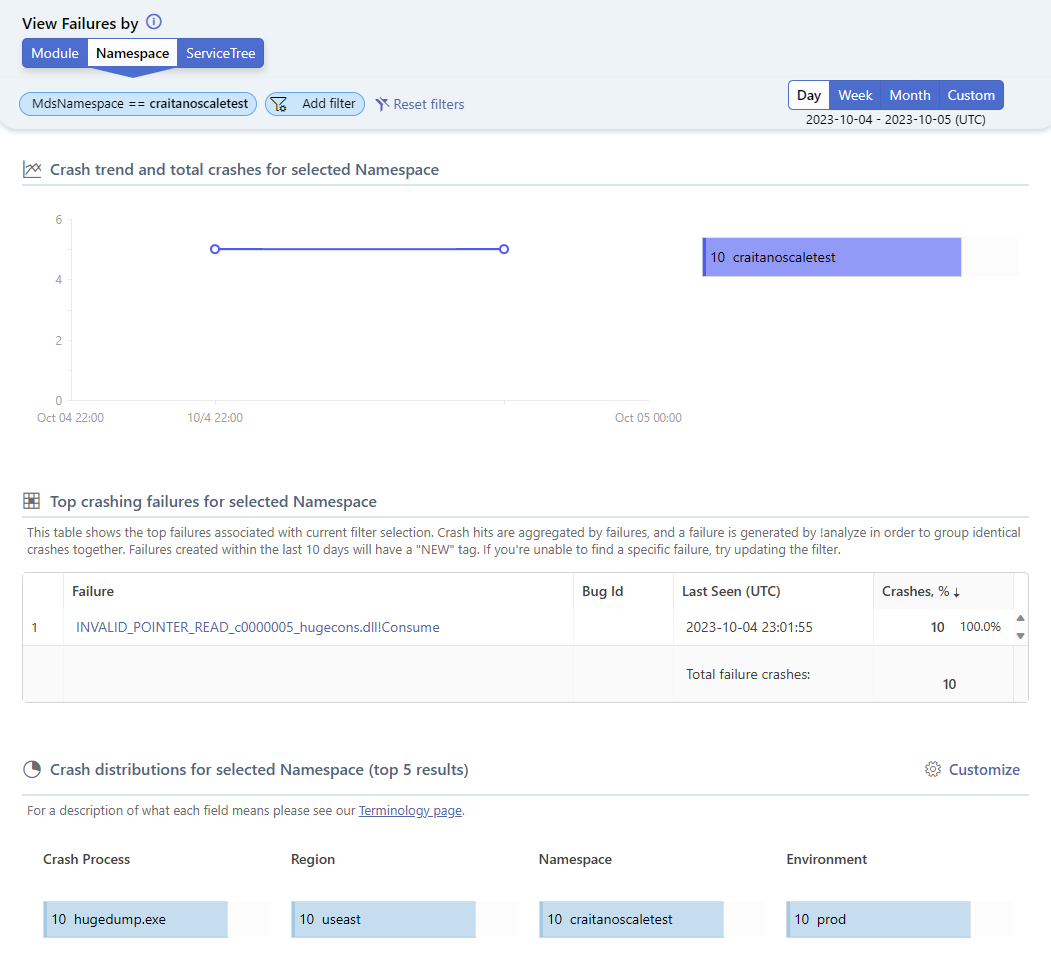 View Failures by
Module Namespace ServiceTree
MdsNamespace == craitanoscaletest Add filter Reset filters
Day Week Month Custom
2023-10-04 - 2023-10-05 (UTC)
Crash trend and total crashes for selected Namespace
6
4
2
0
Oct 04 22:00 10/4 22:00 Oct 05 00:00
10 craitanoscaletest
Top crashing failures for selected Namespace
This table shows the top failures associated with current filter selection. Crash hits are aggregated by failures, and a failure is generated by !analyze in order to group identical
crashes together. Failures created within the last 10 days will have a "NEW" tag. If you're unable to find a specific failure, try updating the filter.
Failure Bug Id Last Seen (UTC) Crashes, % ↓
1 INVALID_POINTER_READ_c0000005_hugecons.dll!Consume 2023-10-04 23:01:55 10 100.0%
Total failure crashes:
10
Crash distributions for selected Namespace (top 5 results) Customize
For a description of what each field means please see our Terminology page.
Crash Process Region Namespace Environment
10 hugedump.exe 10 useast 10 craitanoscaletest 10 prod